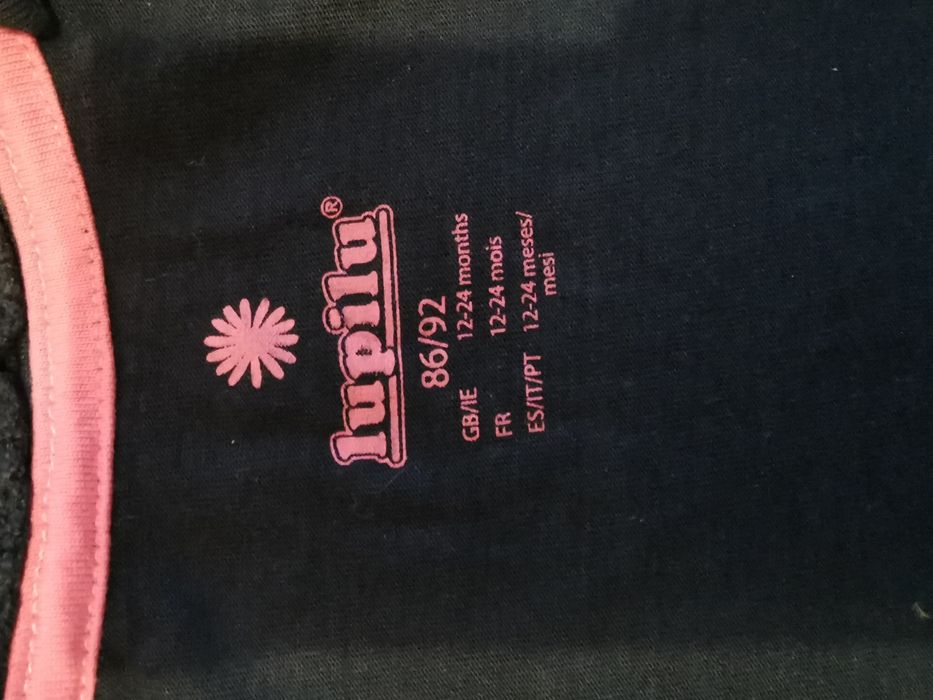 lupilu®
86/92
GB/IE 12-24 months
FR 12-24 mois
ES/IT/PT 12-24 meses/
mesi